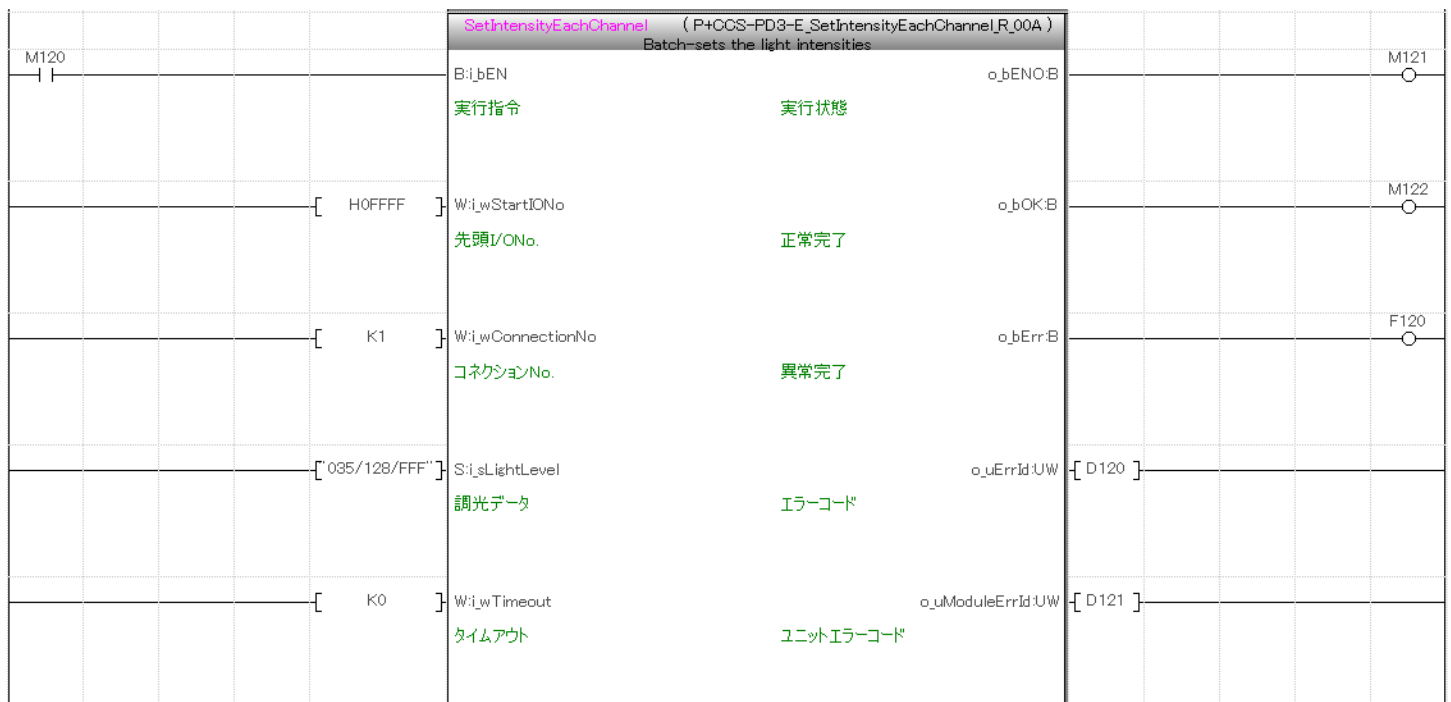 SetIntensityEachChannel ( P+CCS-PD3-E_SetIntensityEachChannel_R_00A )
Batch-sets the light intensities
M120 B:i_bEN o_bENO:B M121
実行指令 実行状態
H0FFFF W:i_wStartIONo o_bOK:B M122
先頭I/ONo. 正常完了
K1 W:i_wConnectionNo o_bErr:B F120
コネクションNo. 異常完了
"035/128/FFF" S:i_sLightLevel o_uErrId:UW D120
調光データ エラーコード
K0 W:i_wTimeout o_uModuleErrId:UW D121
タイムアウト ユニットエラーコード